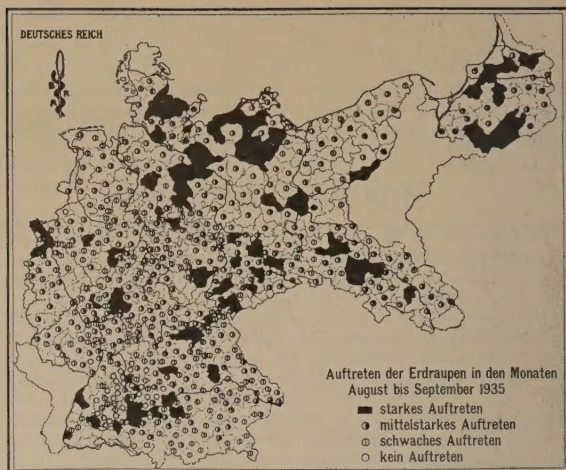 DEUTSCHES REICH
Auftreten der Erdraupen in den Monaten
August bis September 1935
starkes Auftreten
mittelstarkes Auftreten
schwaches Auftreten
kein Auftreten